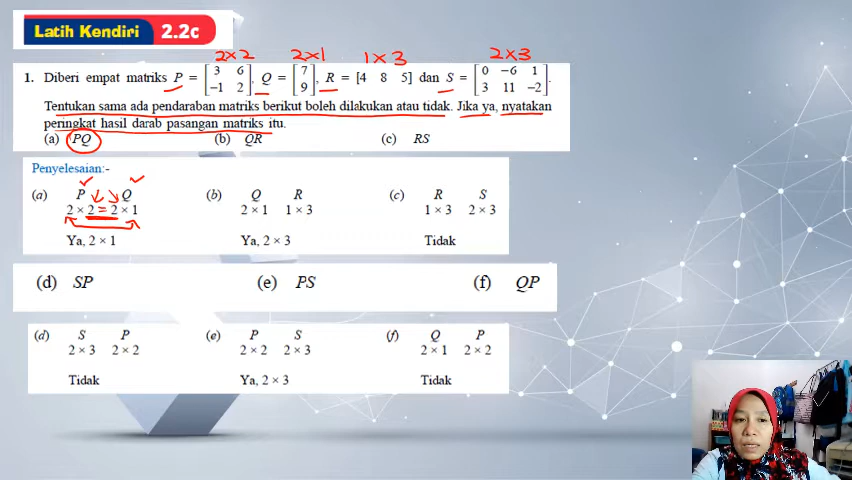 Latih Kendiri 2.2c
2×2 2×1 1×3 2×3
1. Diberi empat matriks P = [3 6; -1 2], Q = [7; 9], R = [4 8 5] dan S = [0 -6 1; 3 11 -2].
Tentukan sama ada pendaraban matriks berikut boleh dilakukan atau tidak. Jika ya, nyatakan
peringkat hasil darab pasangan matriks itu.
(a) PQ (b) QR (c) RS
Penyelesaian:-
(a) P Q (b) Q R (c) R S
2 × 2 = 2 × 1 2 × 1 1 × 3 1 × 3 2 × 3
Ya, 2 × 1 Ya, 2 × 3 Tidak
(d) SP (e) PS (f) QP
(d) S P (e) P S (f) Q P
2 × 3 2 × 2 2 × 2 2 × 3 2 × 1 2 × 2
Tidak Ya, 2 × 3 Tidak